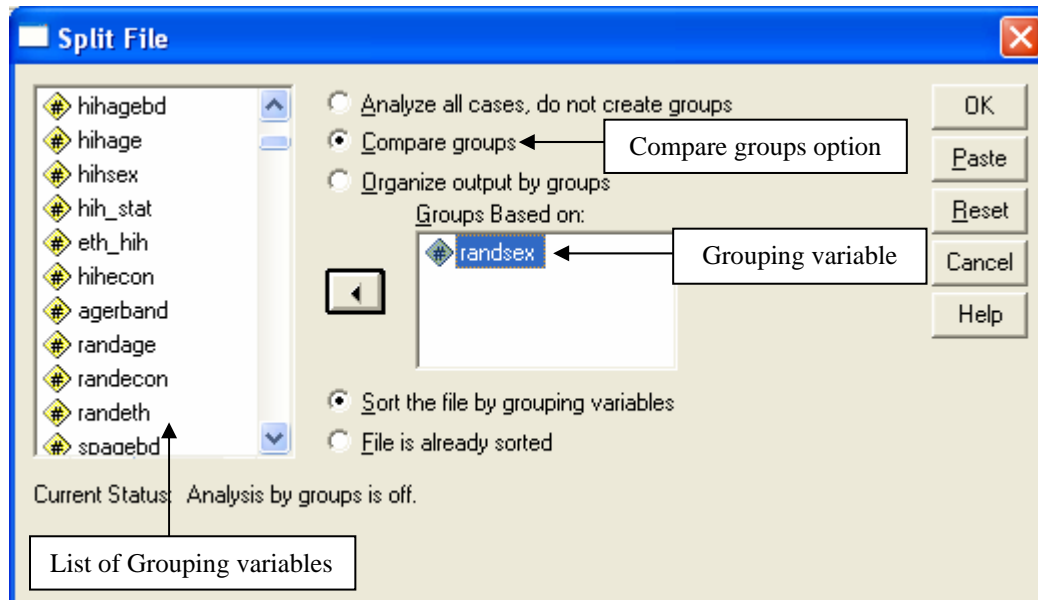 Split File
hihagebd
hihage
hihsex
hih_stat
eth_hih
hihecon
agerband
randage
randecon
randeth
spagebd
Analyze all cases, do not create groups
Compare groups
Compare groups option
Organize output by groups
Groups Based on:
randsex
Grouping variable
Sort the file by grouping variables
File is already sorted
OK
Paste
Reset
Cancel
Help
Current Status: Analysis by groups is off.
List of Grouping variables